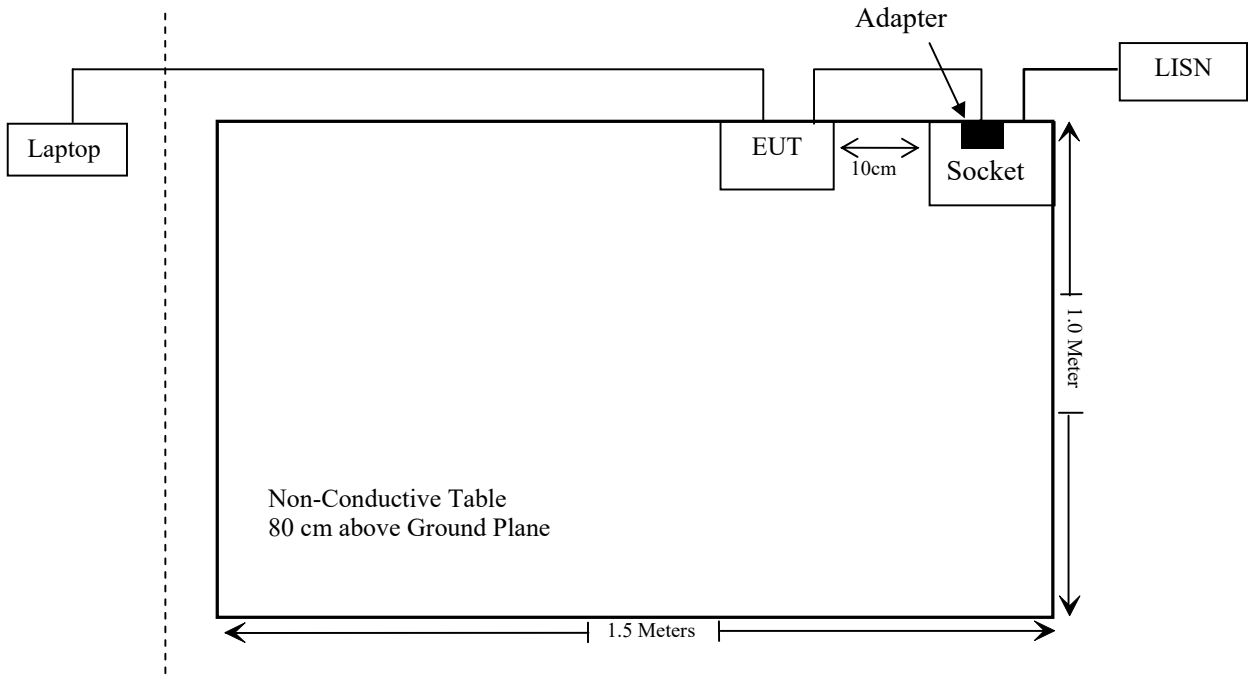 Adapter
LISN
Laptop
EUT
10cm
Socket
1.0 Meter
Non-Conductive Table
80 cm above Ground Plane
1.5 Meters